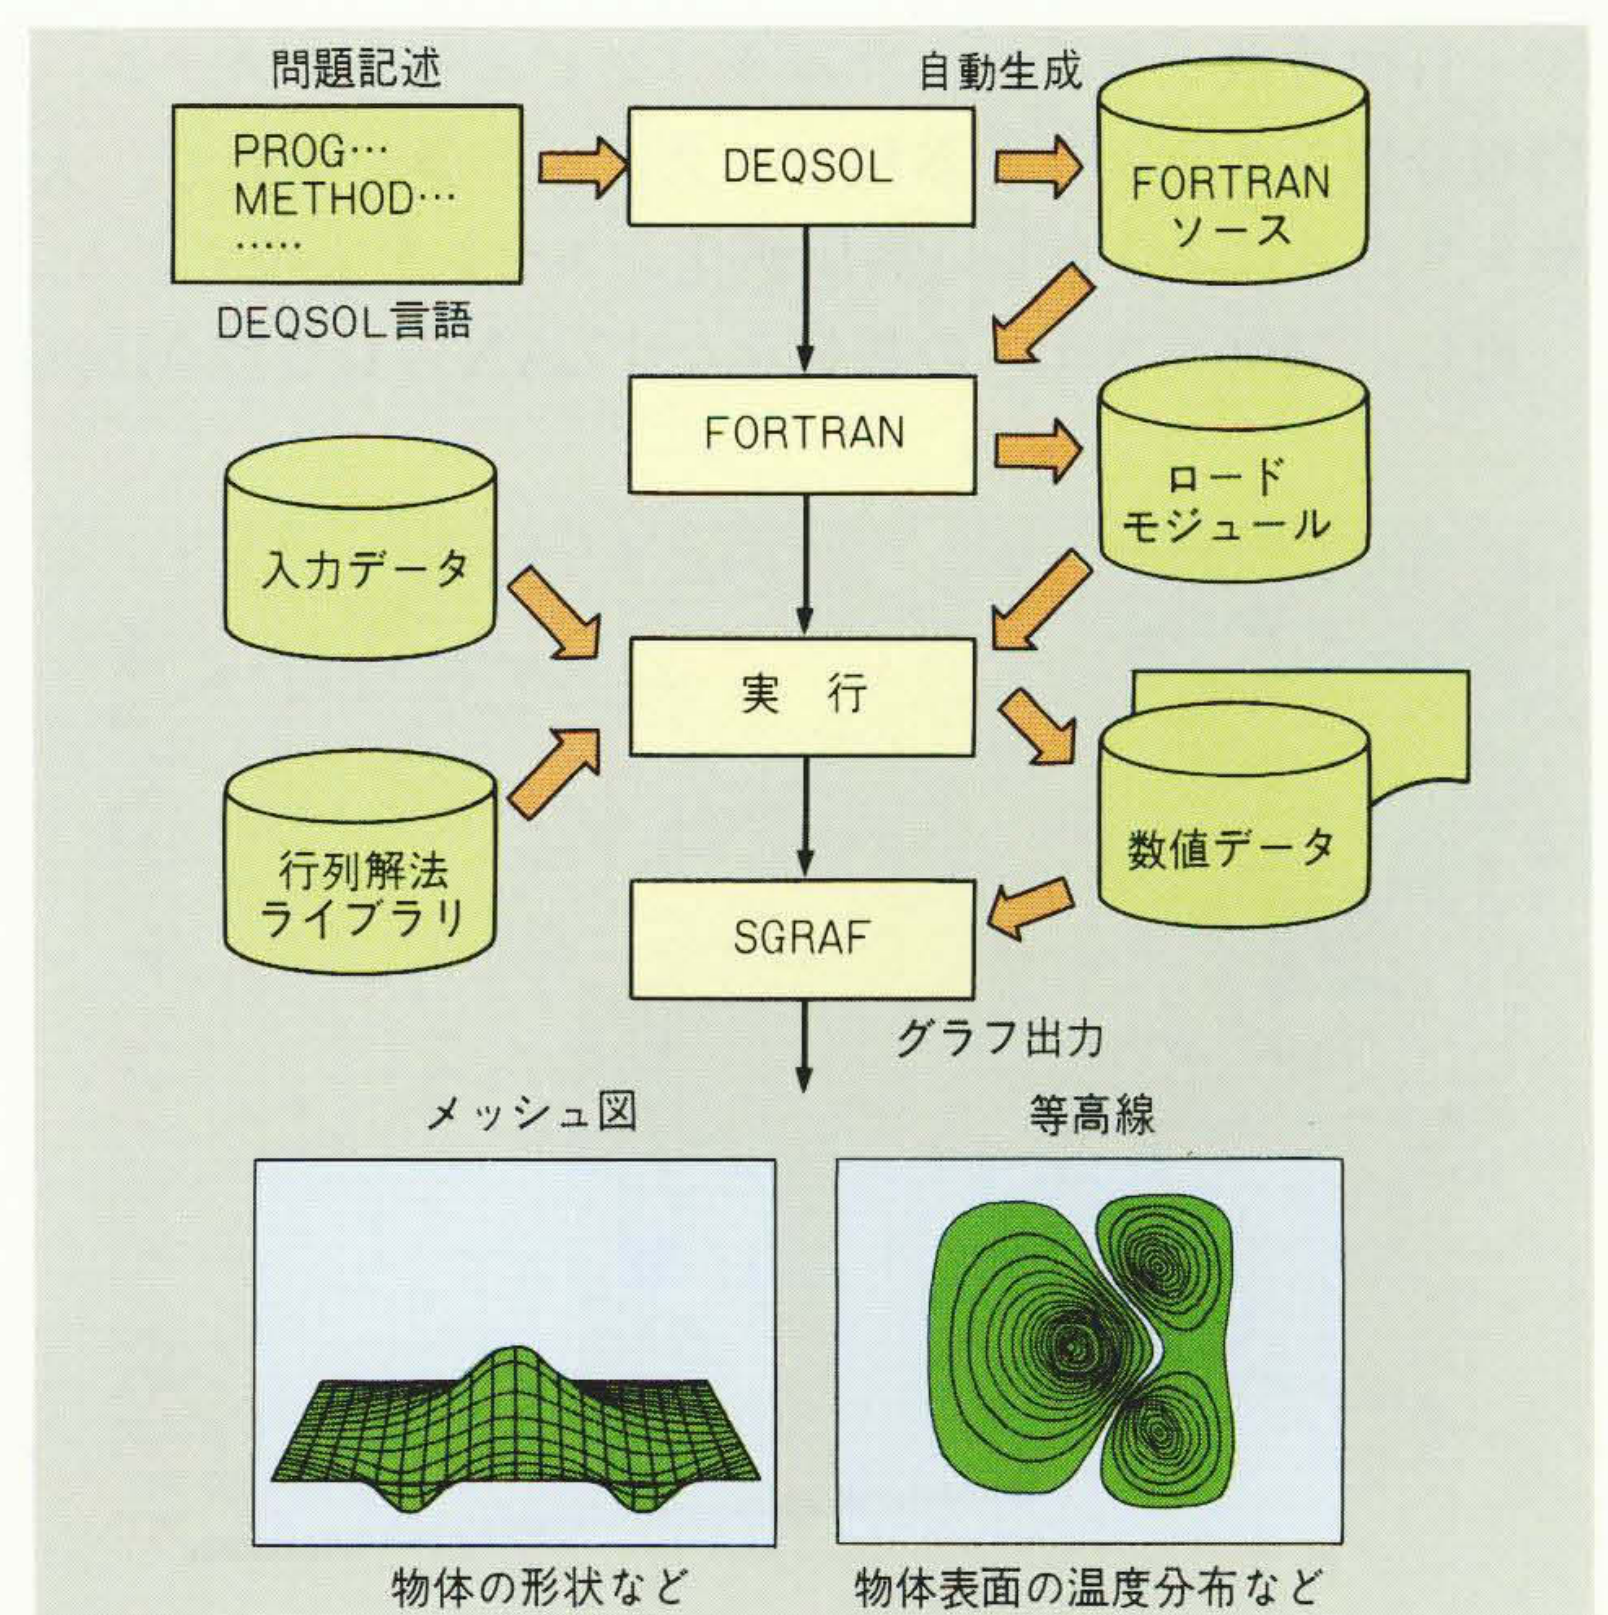 問題記述
PROG…
METHOD…
.....
DEQSOL言語
DEQSOL
自動生成
FORTRAN
ソース
FORTRAN
ロード
モジュール
入力データ
実 行
行列解法
ライブラリ
数値データ
SGRAF
グラフ出力
メッシュ図
等高線
物体の形状など
物体表面の温度分布など